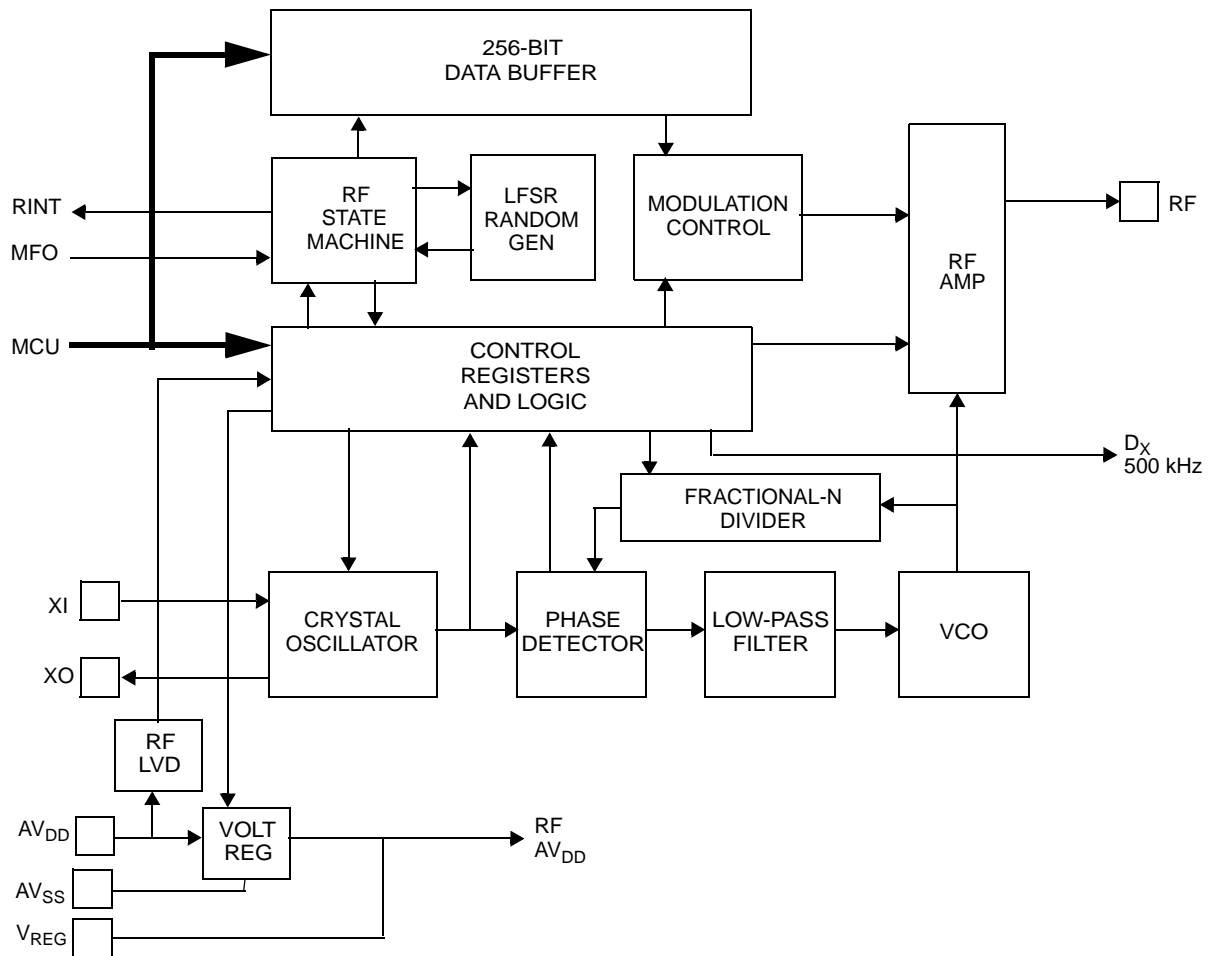 256-BIT
DATA BUFFER
RINT
MFO
MCU
RF
STATE
MACHINE
LFSR
RANDOM
GEN
MODULATION
CONTROL
RF
AMP
RF
CONTROL
REGISTERS
AND LOGIC
DX
500 kHz
FRACTIONAL-N
DIVIDER
XI
XO
CRYSTAL
OSCILLATOR
PHASE
DETECTOR
LOW-PASS
FILTER
VCO
RF
LVD
AVDD
AVSS
VREG
VOLT
REG
RF
AVDD